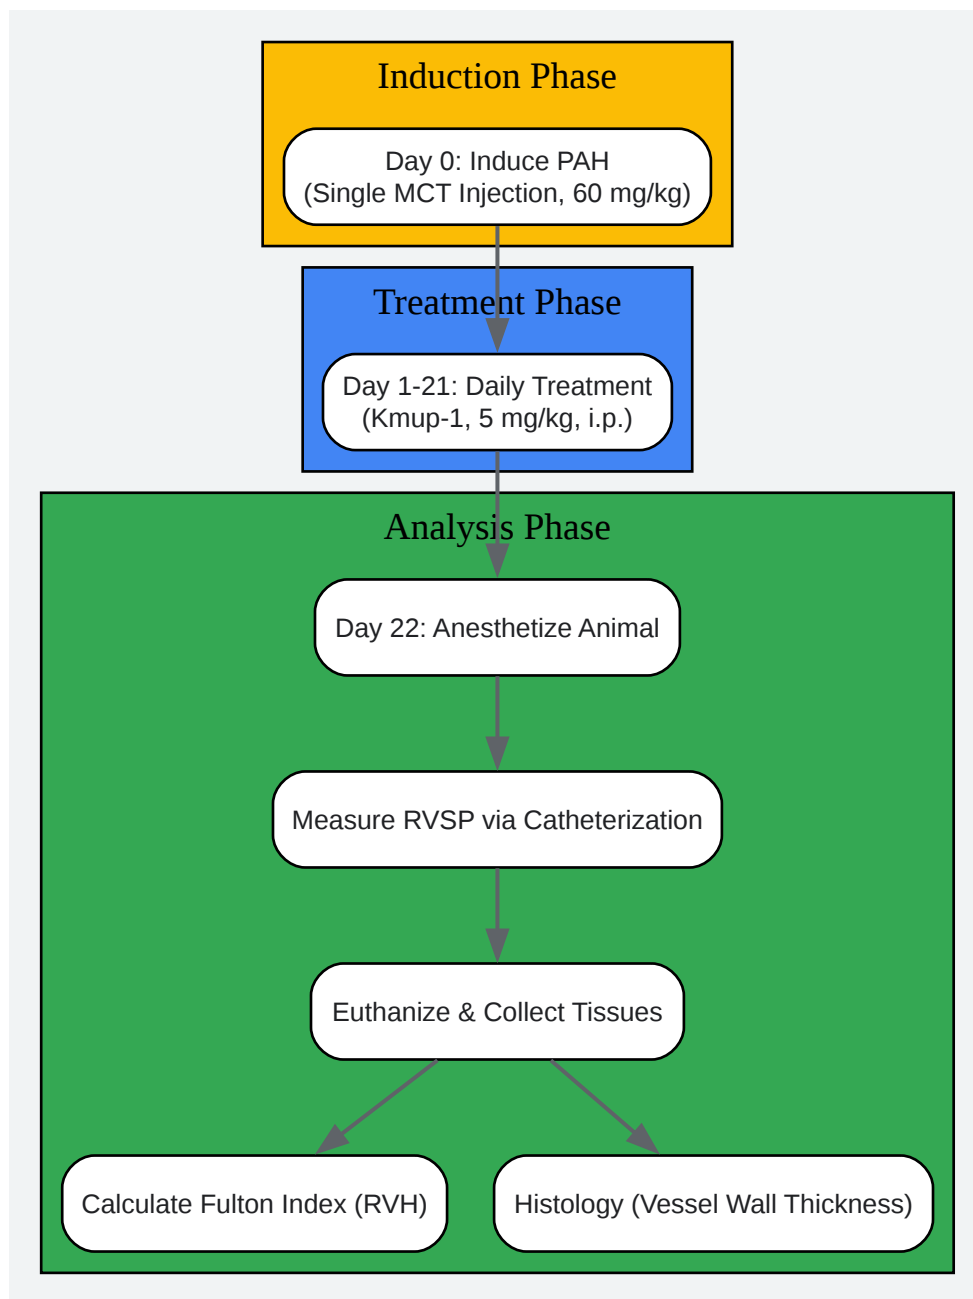 Induction Phase
Day 0: Induce PAH
(Single MCT Injection, 60 mg/kg)
Treatment Phase
Day 1-21: Daily Treatment
(Kmup-1, 5 mg/kg, i.p.)
Analysis Phase
Day 22: Anesthetize Animal
Measure RVSP via Catheterization
Euthanize & Collect Tissues
Calculate Fulton Index (RVH)
Histology (Vessel Wall Thickness)